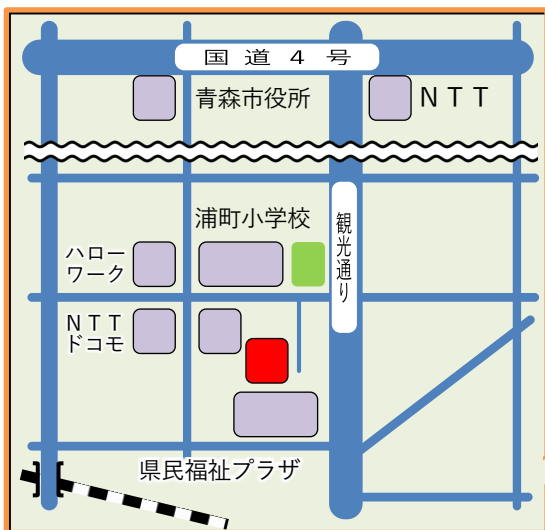 国道４号
青森市役所
ＮＴＴ
浦町小学校
観光通り
ハロー
ワーク
ＮＴＴ
ドコモ
県民福祉プラザ